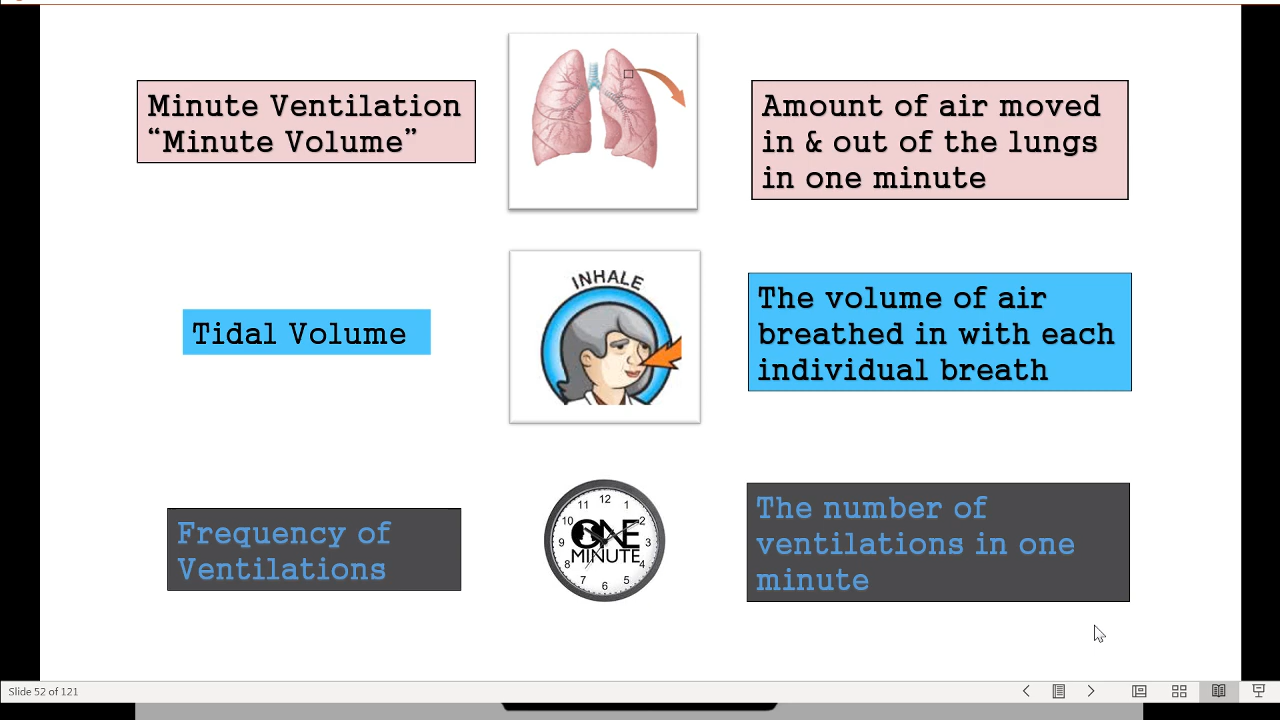 Minute Ventilation
“Minute Volume”
Amount of air moved
in & out of the lungs
in one minute
INHALE
Tidal Volume
The volume of air
breathed in with each
individual breath
Frequency of
Ventilations
12
11 1
10 2
ONE
9 3
MINUTE
8 4
7 5
6
The number of
ventilations in one
minute
Slide 52 of 121